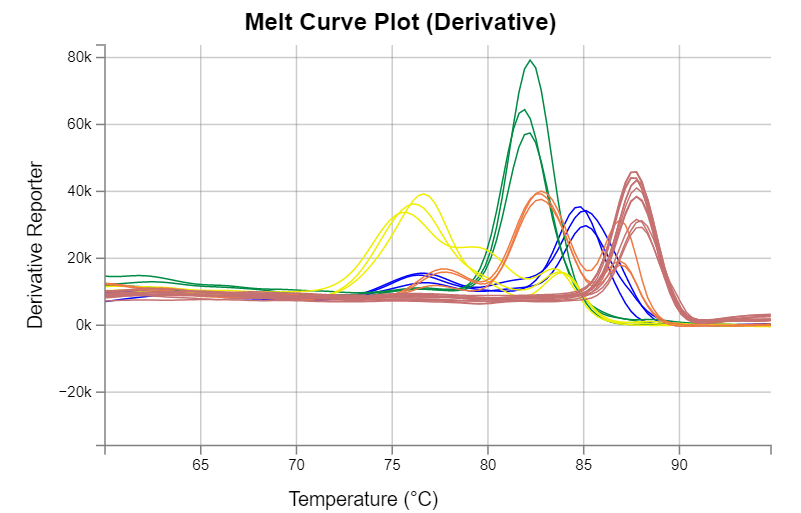 Melt Curve Plot (Derivative)
80k
60k
40k
20k
0k
−20k
Derivative Reporter
65
70
75
80
85
90
Temperature (°C)